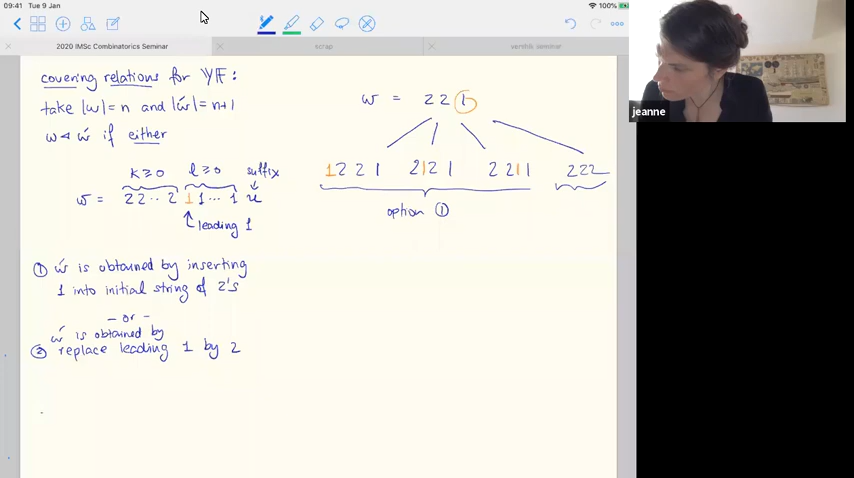 09:41 Tue 9 Jan
100%
2020 IMSc Combinatorics Seminar
scrap
vershik seminar
jeanne
covering relations for YF:
take |w| = n and |ẃ| = n+1
w ◁ ẃ if either
k ≥ 0 l ≥ 0 suffix
w = 22··2 11···1 u
leading 1
① ẃ is obtained by inserting
1 into initial string of 2's
- or -
ẃ is obtained by
② replace leading 1 by 2
w = 221
1221 2121 2211 222
option ①